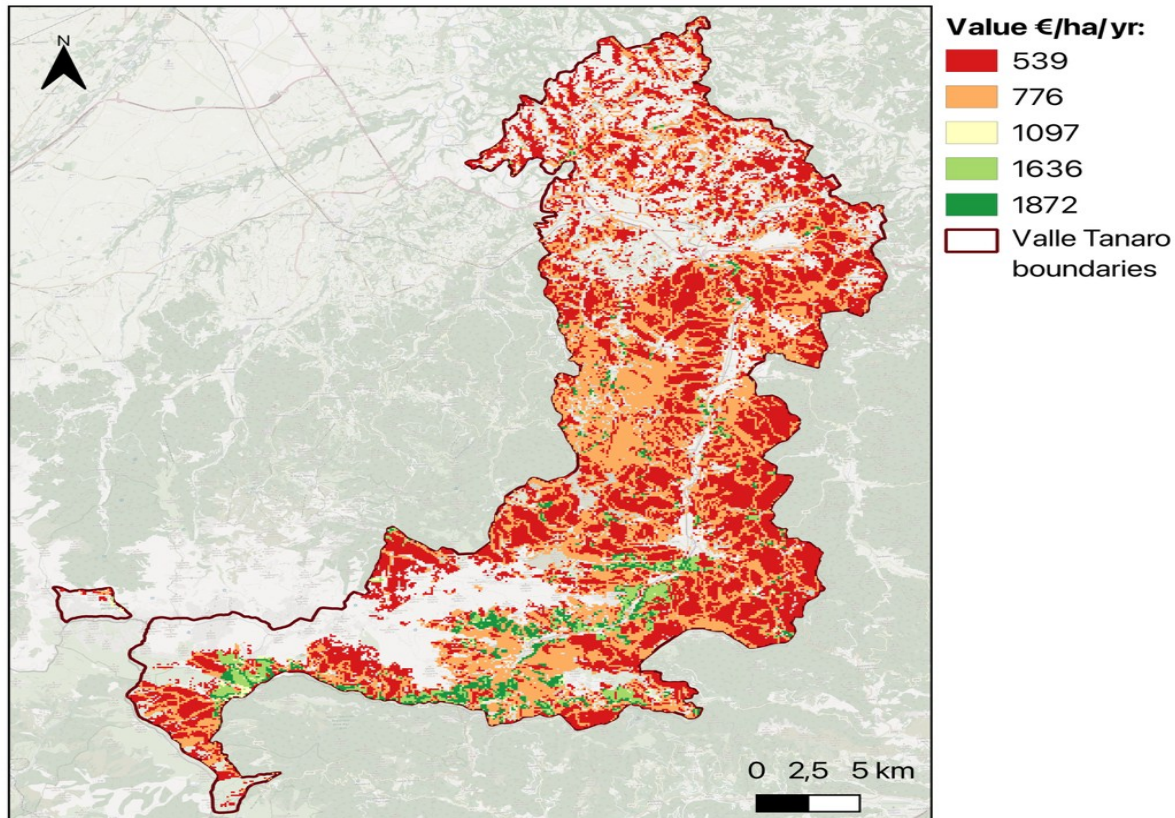 N
Value €/ha/yr:
539
776
1097
1636
1872
Valle Tanaro
boundaries
0 2,5 5 km